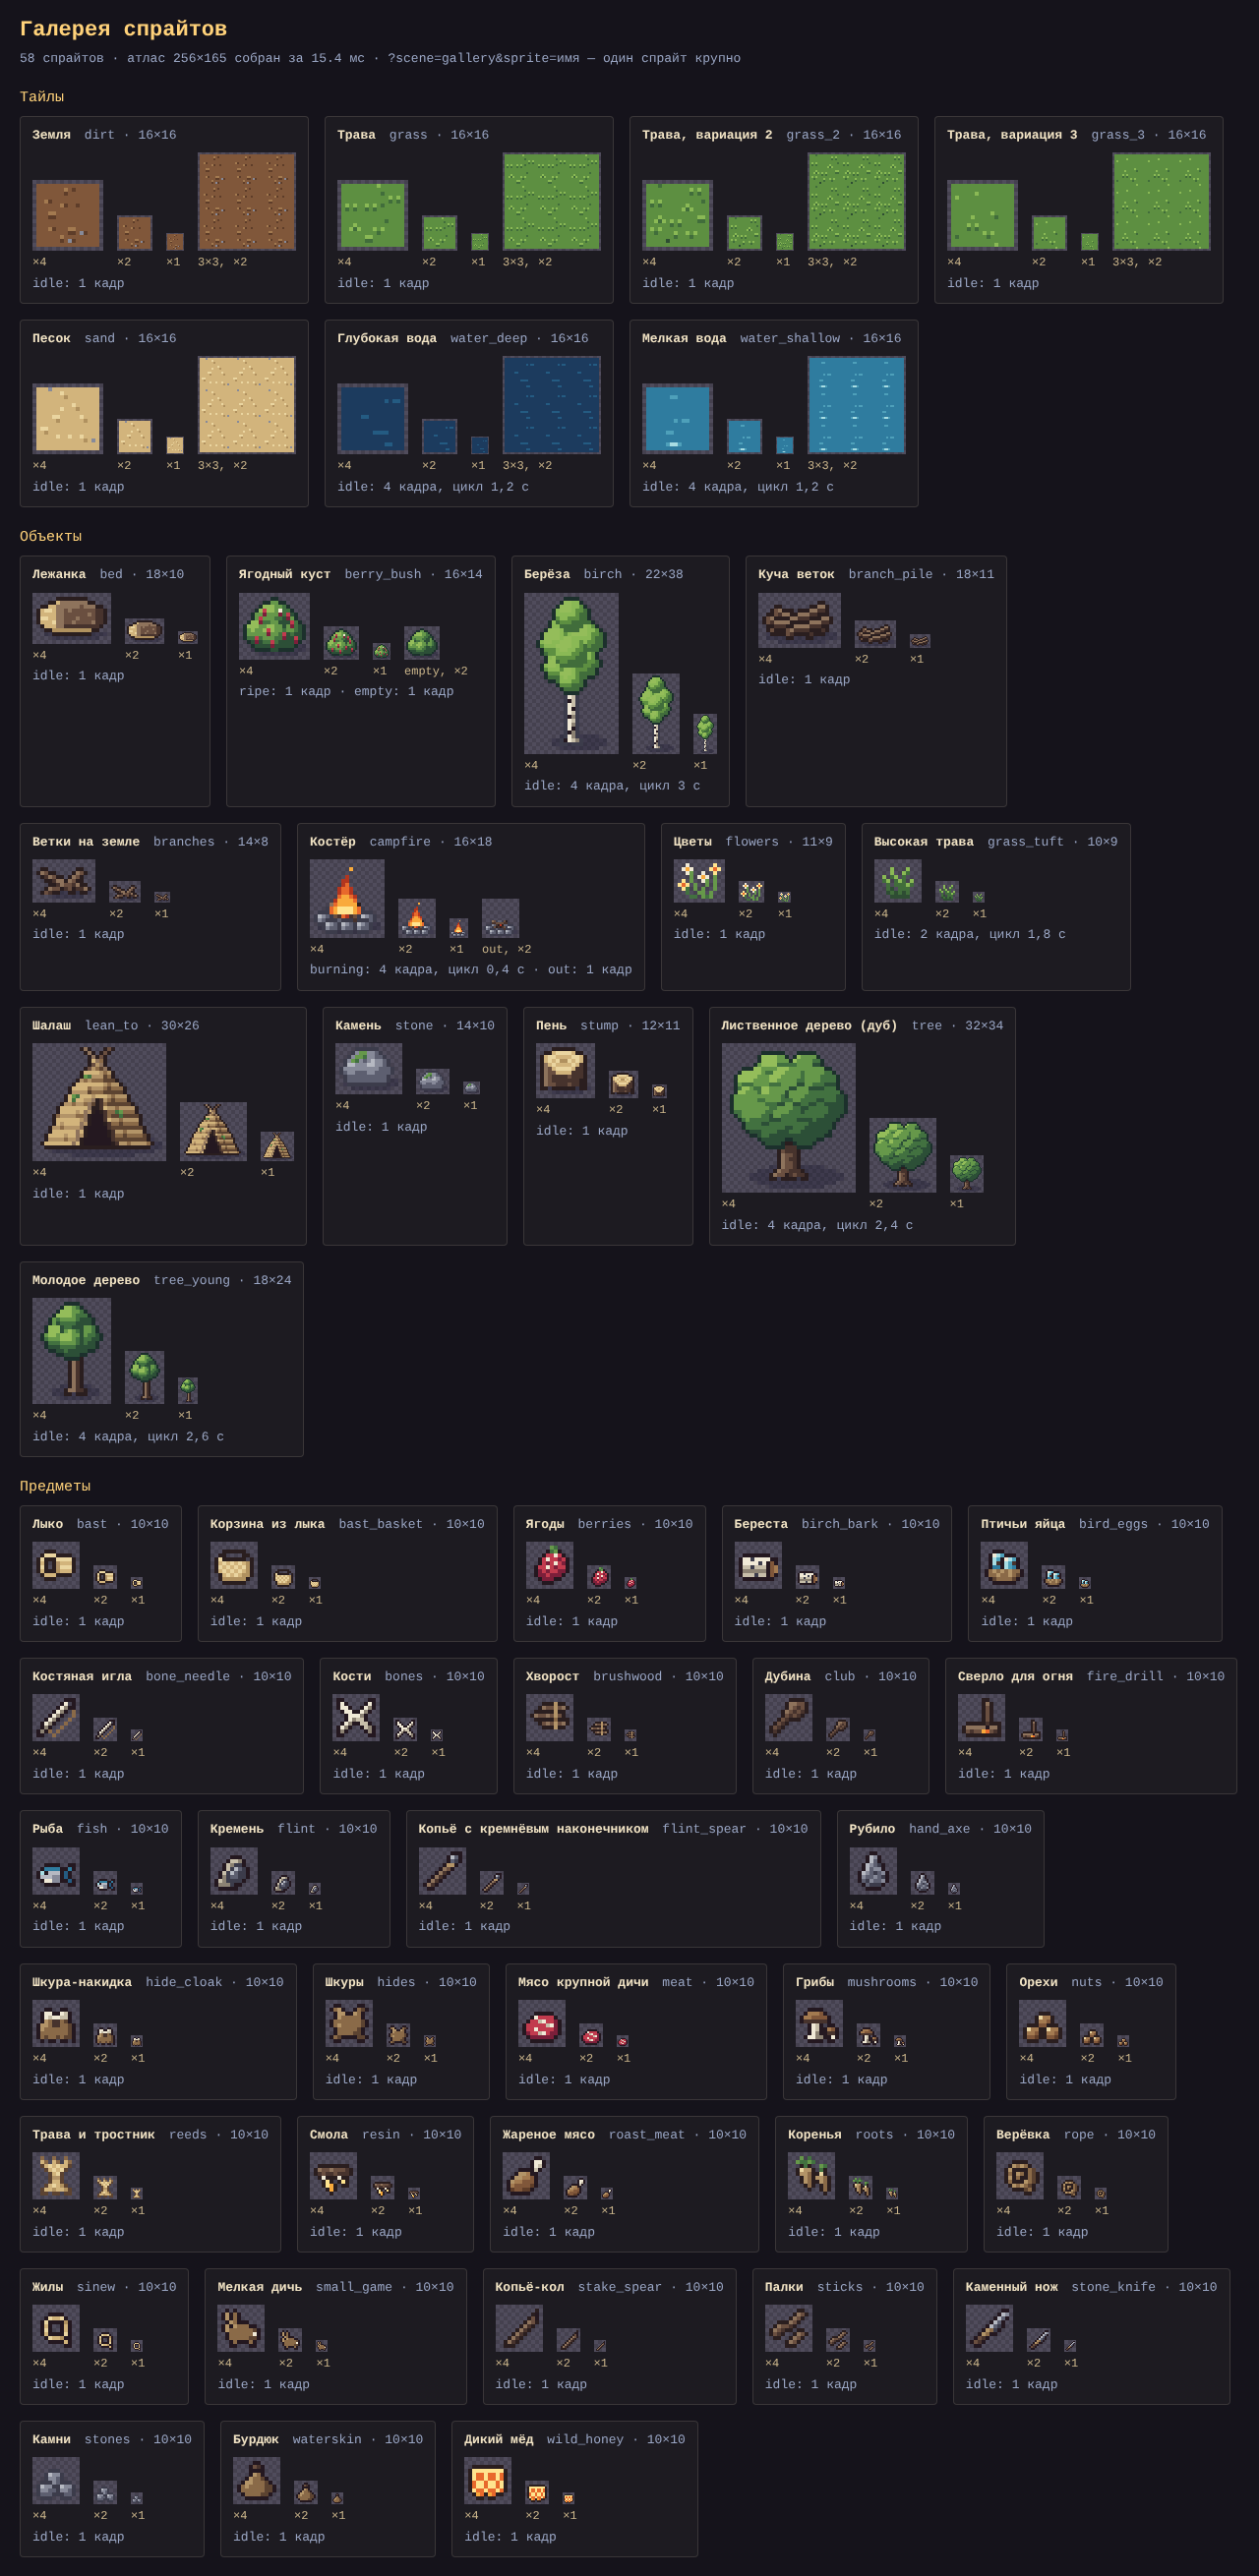 Галерея спрайтов
58 спрайтов · атлас 256×165 собран за 15.4 мс · ?scene=gallery&sprite=имя — один спрайт крупно
Тайлы
Земля dirt · 16×16
×4 ×2 ×1 3×3, ×2
idle: 1 кадр
Трава grass · 16×16
×4 ×2 ×1 3×3, ×2
idle: 1 кадр
Трава, вариация 2 grass_2 · 16×16
×4 ×2 ×1 3×3, ×2
idle: 1 кадр
Трава, вариация 3 grass_3 · 16×16
×4 ×2 ×1 3×3, ×2
idle: 1 кадр
Песок sand · 16×16
×4 ×2 ×1 3×3, ×2
idle: 1 кадр
Глубокая вода water_deep · 16×16
×4 ×2 ×1 3×3, ×2
idle: 4 кадра, цикл 1,2 с
Мелкая вода water_shallow · 16×16
×4 ×2 ×1 3×3, ×2
idle: 4 кадра, цикл 1,2 с
Объекты
Лежанка bed · 18×10
×4 ×2 ×1
idle: 1 кадр
Ягодный куст berry_bush · 16×14
×4 ×2 ×1 empty, ×2
ripe: 1 кадр · empty: 1 кадр
Берёза birch · 22×38
×4 ×2 ×1
idle: 4 кадра, цикл 3 с
Куча веток branch_pile · 18×11
×4 ×2 ×1
idle: 1 кадр
Ветки на земле branches · 14×8
×4 ×2 ×1
idle: 1 кадр
Костёр campfire · 16×18
×4 ×2 ×1 out, ×2
burning: 4 кадра, цикл 0,4 с · out: 1 кадр
Цветы flowers · 11×9
×4 ×2 ×1
idle: 1 кадр
Высокая трава grass_tuft · 10×9
×4 ×2 ×1
idle: 2 кадра, цикл 1,8 с
Шалаш lean_to · 30×26
×4 ×2 ×1
idle: 1 кадр
Камень stone · 14×10
×4 ×2 ×1
idle: 1 кадр
Пень stump · 12×11
×4 ×2 ×1
idle: 1 кадр
Лиственное дерево (дуб) tree · 32×34
×4 ×2 ×1
idle: 4 кадра, цикл 2,4 с
Молодое дерево tree_young · 18×24
×4 ×2 ×1
idle: 4 кадра, цикл 2,6 с
Предметы
Лыко bast · 10×10
×4 ×2 ×1
idle: 1 кадр
Корзина из лыка bast_basket · 10×10
×4 ×2 ×1
idle: 1 кадр
Ягоды berries · 10×10
×4 ×2 ×1
idle: 1 кадр
Береста birch_bark · 10×10
×4 ×2 ×1
idle: 1 кадр
Птичьи яйца bird_eggs · 10×10
×4 ×2 ×1
idle: 1 кадр
Костяная игла bone_needle · 10×10
×4 ×2 ×1
idle: 1 кадр
Кости bones · 10×10
×4 ×2 ×1
idle: 1 кадр
Хворост brushwood · 10×10
×4 ×2 ×1
idle: 1 кадр
Дубина club · 10×10
×4 ×2 ×1
idle: 1 кадр
Сверло для огня fire_drill · 10×10
×4 ×2 ×1
idle: 1 кадр
Рыба fish · 10×10
×4 ×2 ×1
idle: 1 кадр
Кремень flint · 10×10
×4 ×2 ×1
idle: 1 кадр
Копьё с кремнёвым наконечником flint_spear · 10×10
×4 ×2 ×1
idle: 1 кадр
Рубило hand_axe · 10×10
×4 ×2 ×1
idle: 1 кадр
Шкура-накидка hide_cloak · 10×10
×4 ×2 ×1
idle: 1 кадр
Шкуры hides · 10×10
×4 ×2 ×1
idle: 1 кадр
Мясо крупной дичи meat · 10×10
×4 ×2 ×1
idle: 1 кадр
Грибы mushrooms · 10×10
×4 ×2 ×1
idle: 1 кадр
Орехи nuts · 10×10
×4 ×2 ×1
idle: 1 кадр
Трава и тростник reeds · 10×10
×4 ×2 ×1
idle: 1 кадр
Смола resin · 10×10
×4 ×2 ×1
idle: 1 кадр
Жареное мясо roast_meat · 10×10
×4 ×2 ×1
idle: 1 кадр
Коренья roots · 10×10
×4 ×2 ×1
idle: 1 кадр
Верёвка rope · 10×10
×4 ×2 ×1
idle: 1 кадр
Жилы sinew · 10×10
×4 ×2 ×1
idle: 1 кадр
Мелкая дичь small_game · 10×10
×4 ×2 ×1
idle: 1 кадр
Копьё-кол stake_spear · 10×10
×4 ×2 ×1
idle: 1 кадр
Палки sticks · 10×10
×4 ×2 ×1
idle: 1 кадр
Каменный нож stone_knife · 10×10
×4 ×2 ×1
idle: 1 кадр
Камни stones · 10×10
×4 ×2 ×1
idle: 1 кадр
Бурдюк waterskin · 10×10
×4 ×2 ×1
idle: 1 кадр
Дикий мёд wild_honey · 10×10
×4 ×2 ×1
idle: 1 кадр